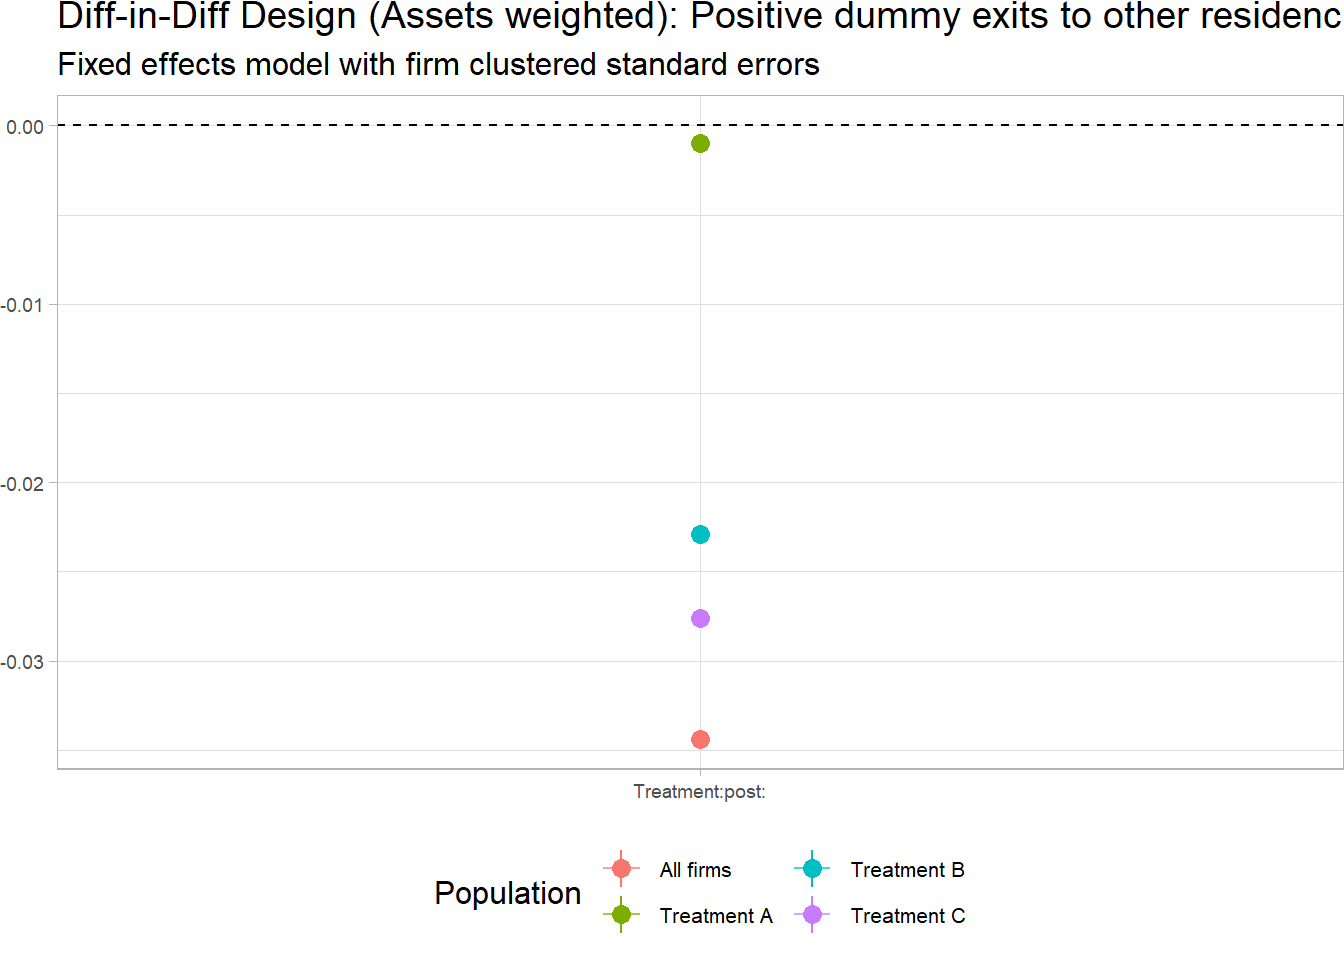 Diff-in-Diff Design (Assets weighted): Positive dummy exits to other residenc
Fixed effects model with firm clustered standard errors
0.00
-0.01
-0.02
-0.03
Treatment:post:
Population
All firms
Treatment B
Treatment A
Treatment C